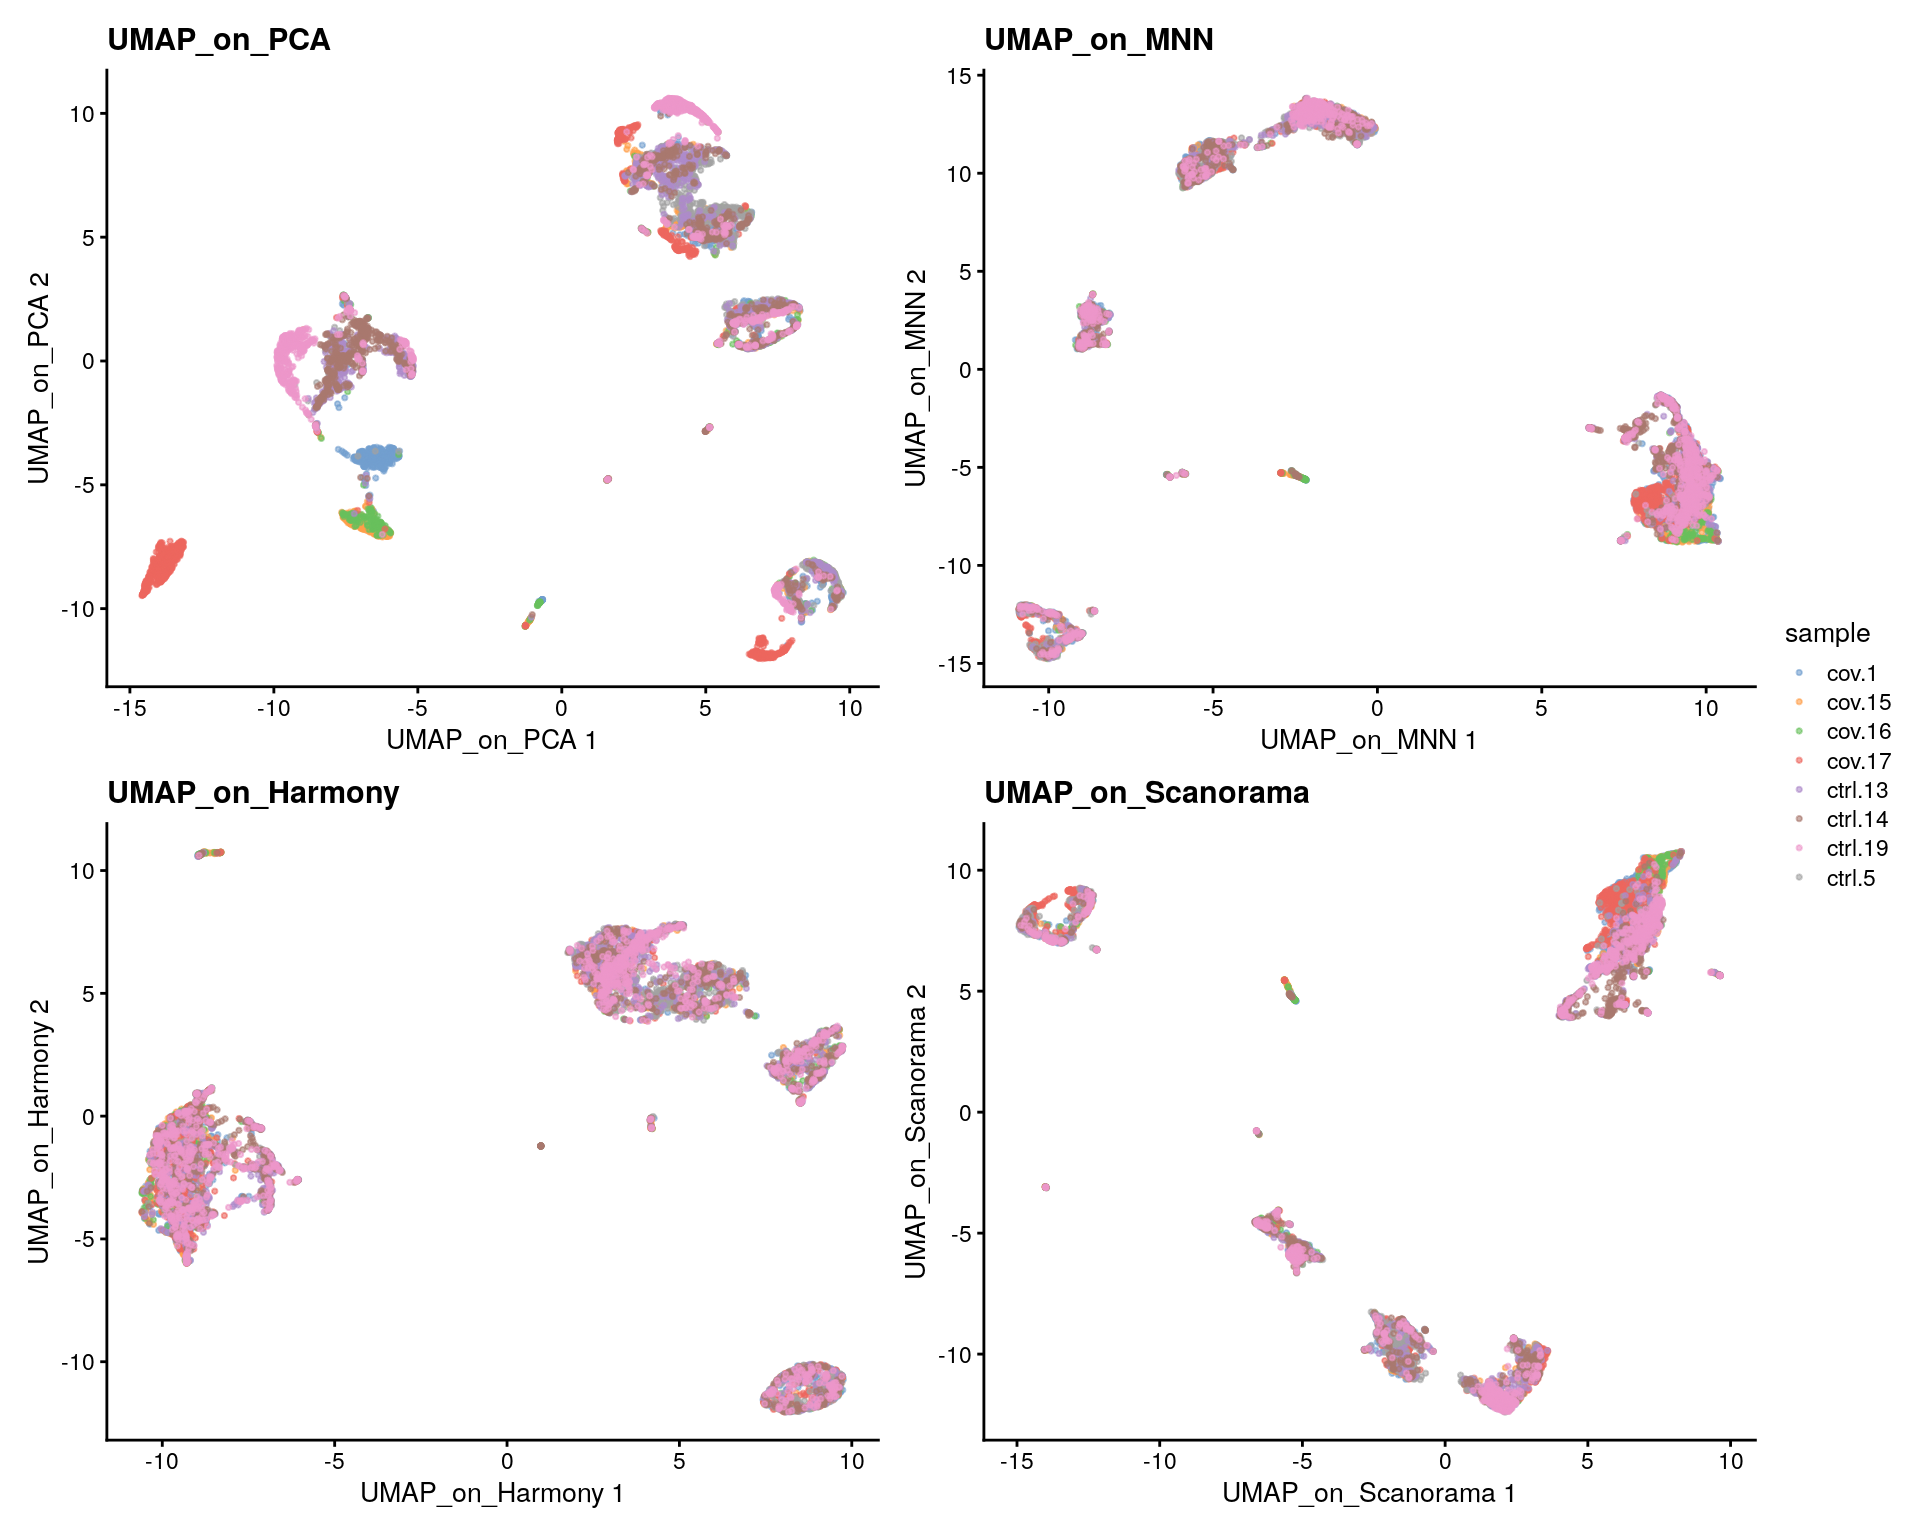 UMAP_on_PCA
10
5
0
-5
-10
UMAP_on_PCA 2
-15
-10
-5
0
5
10
UMAP_on_PCA 1
UMAP_on_MNN
15
10
5
0
-5
-10
-15
UMAP_on_MNN 2
-10
-5
0
5
10
UMAP_on_MNN 1
UMAP_on_Harmony
10
5
0
-5
-10
UMAP_on_Harmony 2
-10
-5
0
5
10
UMAP_on_Harmony 1
UMAP_on_Scanorama
10
5
0
-5
-10
UMAP_on_Scanorama 2
-15
-10
-5
0
5
10
UMAP_on_Scanorama 1
sample
cov.1
cov.15
cov.16
cov.17
ctrl.13
ctrl.14
ctrl.19
ctrl.5